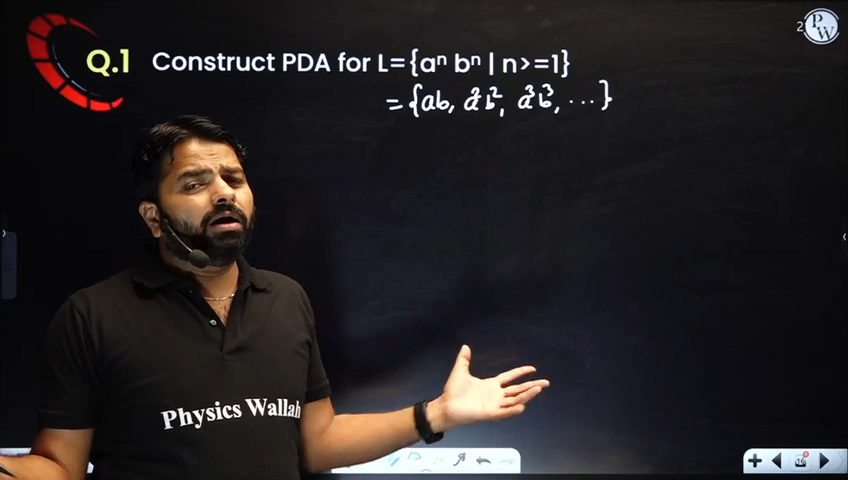 Q.1 Construct PDA for L={aⁿ bⁿ | n>=1}
= {ab, a²b², a³b³, ...}
PW
Physics Wallah